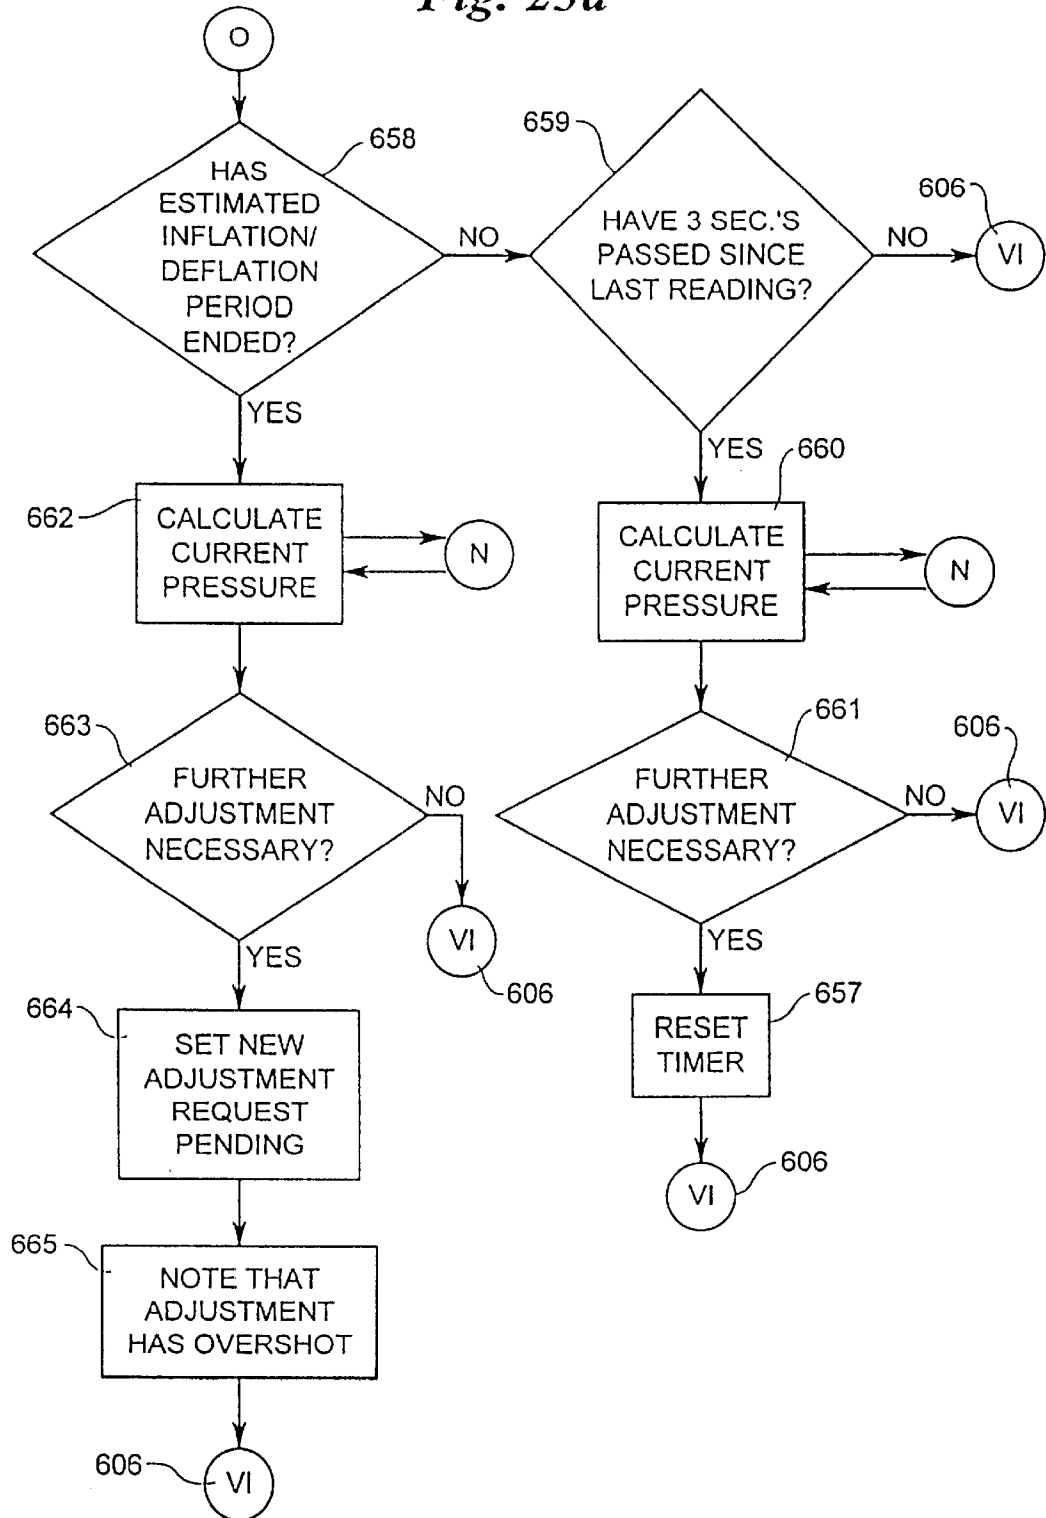 Fig. 23d
O
658
HAS
ESTIMATED
INFLATION/
DEFLATION
PERIOD
ENDED?
NO
YES
659
HAVE 3 SEC.'S
PASSED SINCE
LAST READING?
NO
606
VI
YES
662
CALCULATE
CURRENT
PRESSURE
N
660
CALCULATE
CURRENT
PRESSURE
N
663
FURTHER
ADJUSTMENT
NECESSARY?
NO
VI
606
YES
661
FURTHER
ADJUSTMENT
NECESSARY?
NO
606
VI
YES
664
SET NEW
ADJUSTMENT
REQUEST
PENDING
657
RESET
TIMER
VI
606
665
NOTE THAT
ADJUSTMENT
HAS OVERSHOT
606
VI